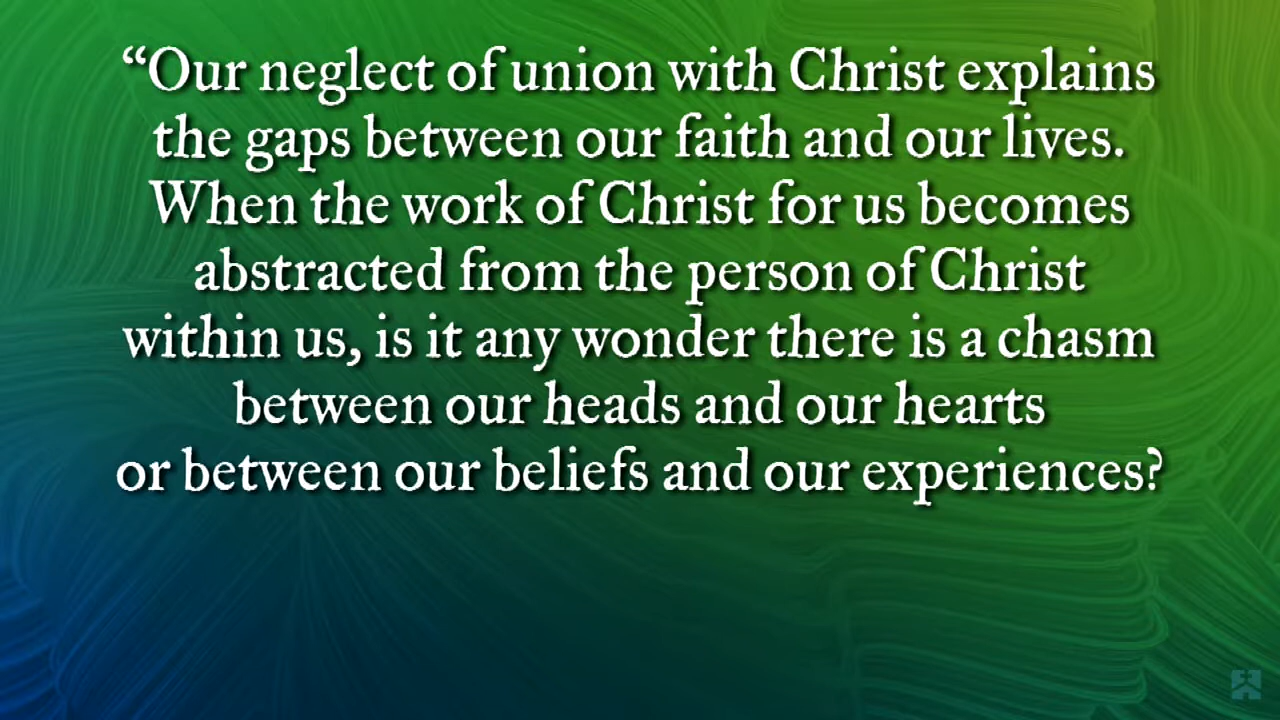 “Our neglect of union with Christ explains
the gaps between our faith and our lives.
When the work of Christ for us becomes
abstracted from the person of Christ
within us, is it any wonder there is a chasm
between our heads and our hearts
or between our beliefs and our experiences?